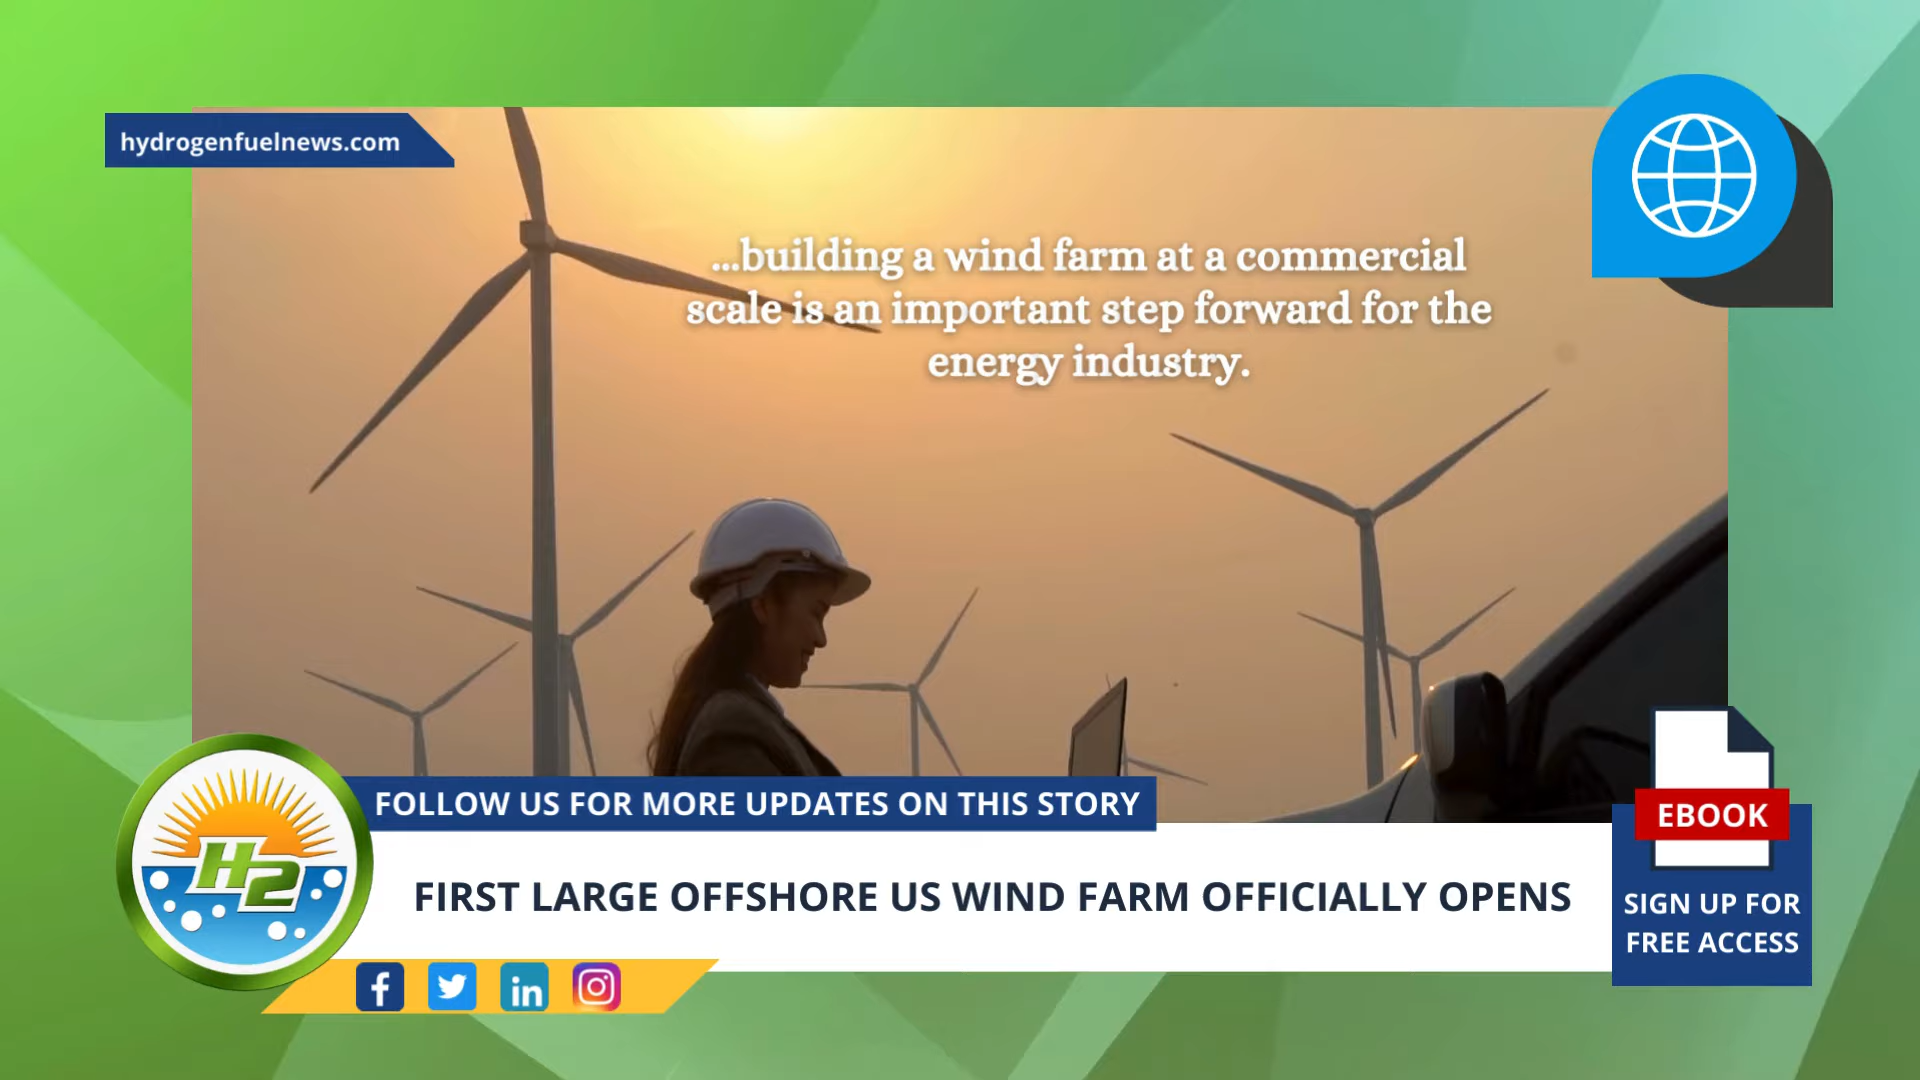 hydrogenfuelnews.com
...building a wind farm at a commercial
scale is an important step forward for the
energy industry.
FOLLOW US FOR MORE UPDATES ON THIS STORY
H2
FIRST LARGE OFFSHORE US WIND FARM OFFICIALLY OPENS
EBOOK
SIGN UP FOR
FREE ACCESS